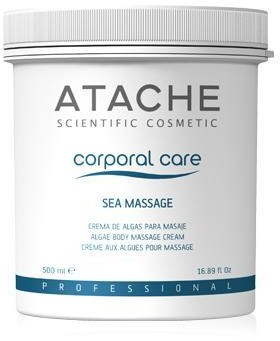 ATACHE
SCIENTIFIC COSMETIC
corporal care
SEA MASSAGE
CREMA DE ALGAS PARA MASAJE
ALGAE BODY MASSAGE CREAM
CRÈME AUX ALGUES POUR MASSAGE
500 ml e 16.89 fl. Oz
PROFESSIONAL